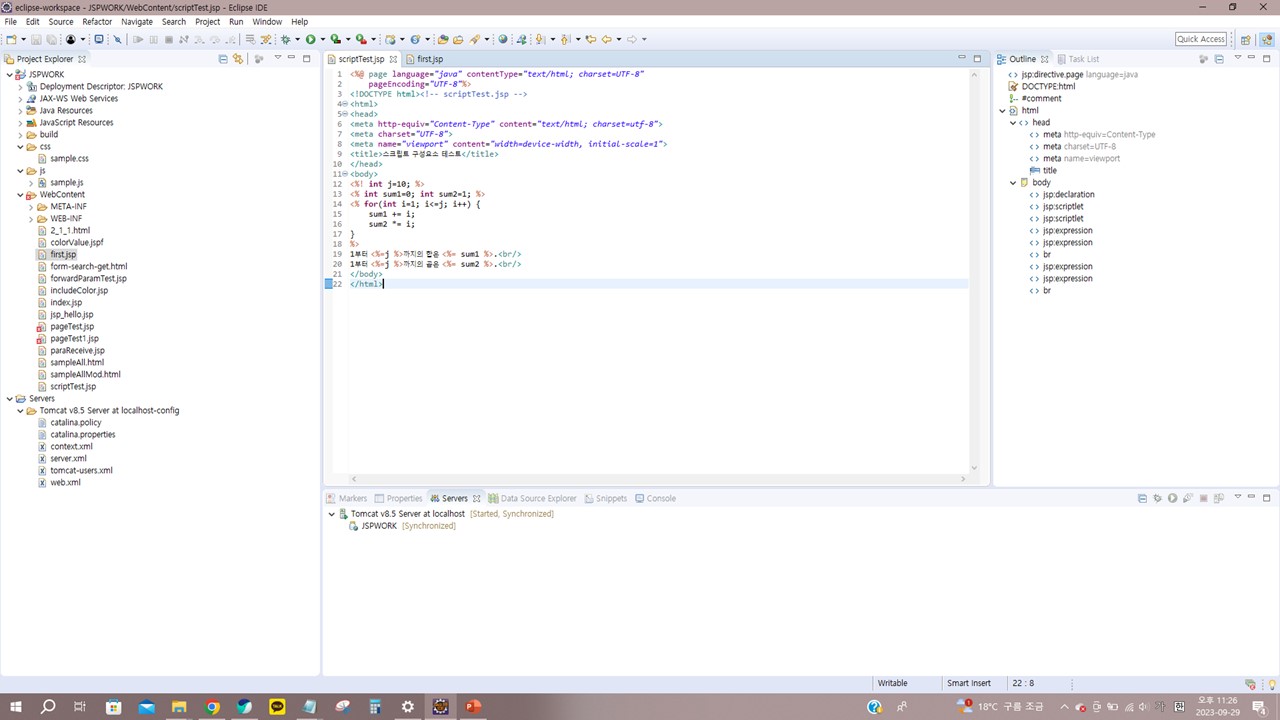 eclipse-workspace - JSPWORK/WebContent/scriptTest.jsp - Eclipse IDE
File Edit Source Refactor Navigate Search Project Run Window Help
Quick Access
Project Explorer
JSPWORK
Deployment Descriptor: JSPWORK
JAX-WS Web Services
Java Resources
JavaScript Resources
build
css
sample.css
js
sample.js
WebContent
META-INF
WEB-INF
2_1_1.html
colorValue.jspf
first.jsp
form-search-get.html
forwardParamTest.jsp
includeColor.jsp
index.jsp
jsp_hello.jsp
pageTest.jsp
pageTest1.jsp
paraReceive.jsp
sampleAll.html
sampleAllMod.html
scriptTest.jsp
Servers
Tomcat v8.5 Server at localhost-config
catalina.policy
catalina.properties
context.xml
server.xml
tomcat-users.xml
web.xml
scriptTest.jsp first.jsp
1 <%@ page language="java" contentType="text/html; charset=UTF-8"
2 pageEncoding="UTF-8"%>
3 <!DOCTYPE html><!-- scriptTest.jsp -->
4 <html>
5 <head>
6 <meta http-equiv="Content-Type" content="text/html; charset=utf-8">
7 <meta charset="UTF-8">
8 <meta name="viewport" content="width=device-width, initial-scale=1">
9 <title>스크립트 구성요소 테스트</title>
10 </head>
11 <body>
12 <%! int j=10; %>
13 <% int sum1=0; int sum2=1; %>
14 <% for(int i=1; i<=j; i++) {
15 sum1 += i;
16 sum2 *= i;
17 }
18 %>
19 1부터 <%=j %>까지의 합은 <%= sum1 %>.<br/>
20 1부터 <%=j %>까지의 곱은 <%= sum2 %>.<br/>
21 </body>
22 </html>
Outline Task List
jsp:directive.page language=java
DOCTYPE:html
#comment
html
head
meta http-equiv=Content-Type
meta charset=UTF-8
meta name=viewport
title
body
jsp:declaration
jsp:scriptlet
jsp:scriptlet
jsp:expression
jsp:expression
br
jsp:expression
jsp:expression
br
Markers Properties Servers Data Source Explorer Snippets Console
Tomcat v8.5 Server at localhost [Started, Synchronized]
JSPWORK [Synchronized]
Writable Smart Insert 22 : 8
TALK
18°C 구름 조금
오후 11:26
2023-09-29
4